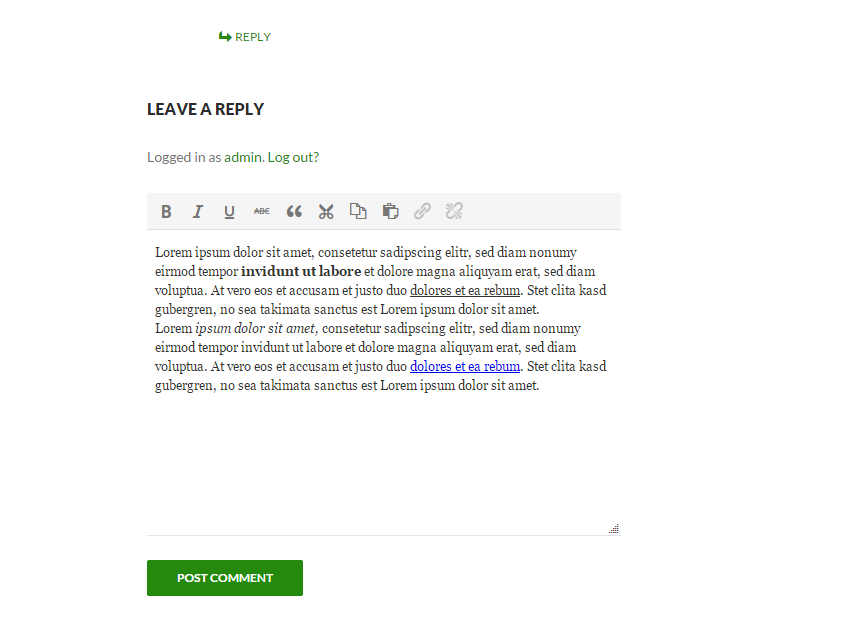 REPLY
LEAVE A REPLY
Logged in as admin. Log out?
B I U ABC
Lorem ipsum dolor sit amet, consetetur sadipscing elitr, sed diam nonumy
eirmod tempor invidunt ut labore et dolore magna aliquyam erat, sed diam
voluptua. At vero eos et accusam et justo duo dolores et ea rebum. Stet clita kasd
gubergren, no sea takimata sanctus est Lorem ipsum dolor sit amet.
Lorem ipsum dolor sit amet, consetetur sadipscing elitr, sed diam nonumy
eirmod tempor invidunt ut labore et dolore magna aliquyam erat, sed diam
voluptua. At vero eos et accusam et justo duo dolores et ea rebum. Stet clita kasd
gubergren, no sea takimata sanctus est Lorem ipsum dolor sit amet.
POST COMMENT